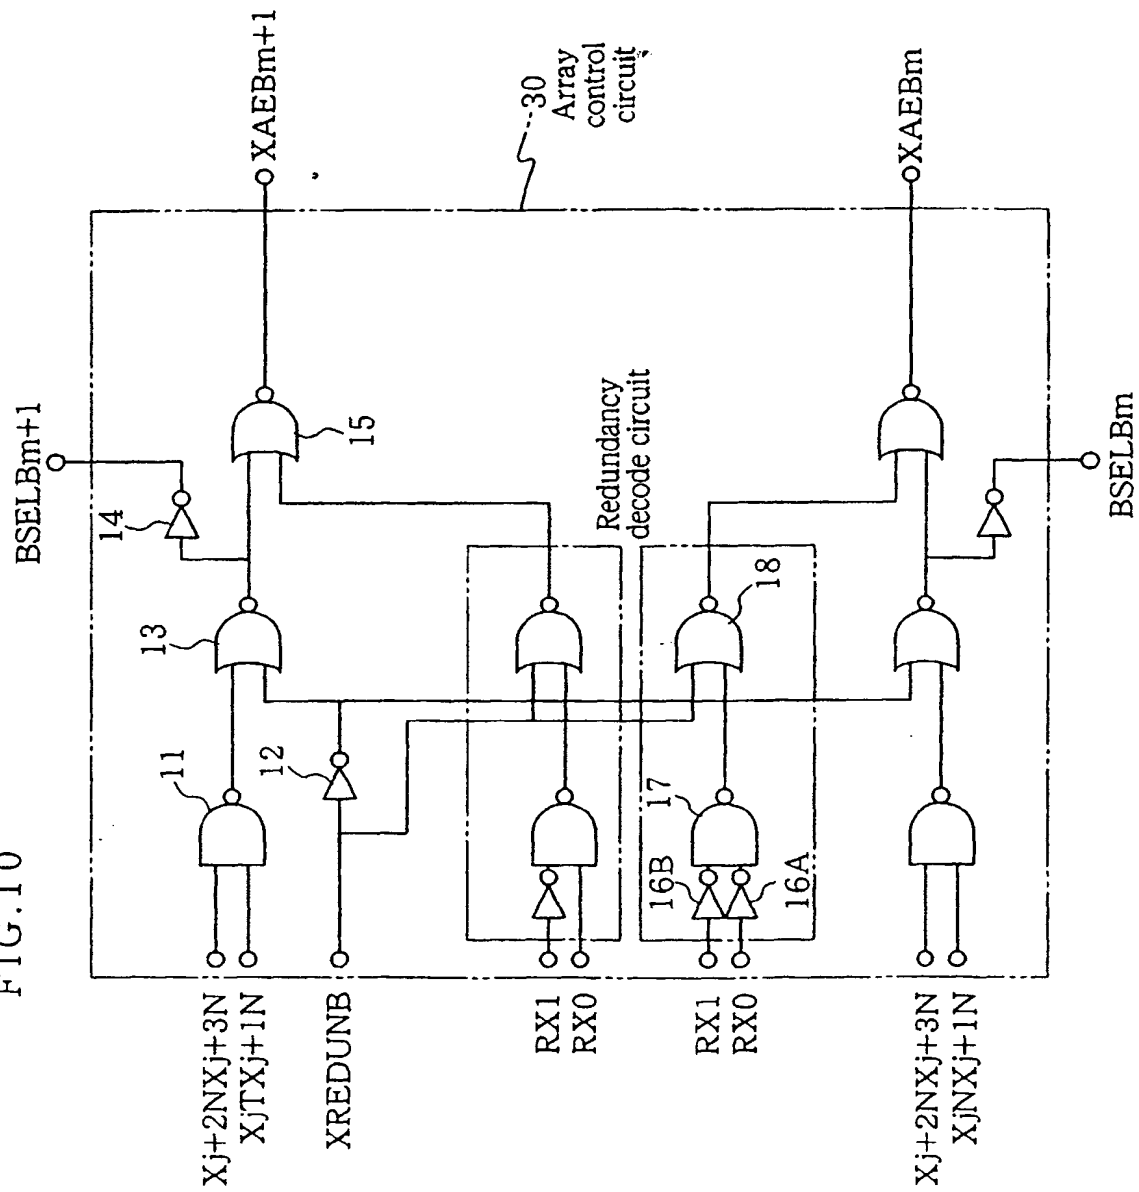 FIG.10
BSELBm+1
XAEBm+1
30
Array
control
circuit
14
15
13
11
12
Xj+2NXj+3N
XjTXj+1N
XREDUNB
Redundancy
decode circuit
RX1
RX0
18
17
16B
16A
RX1
RX0
XAEBm
Xj+2NXj+3N
XjNXj+1N
BSELBm